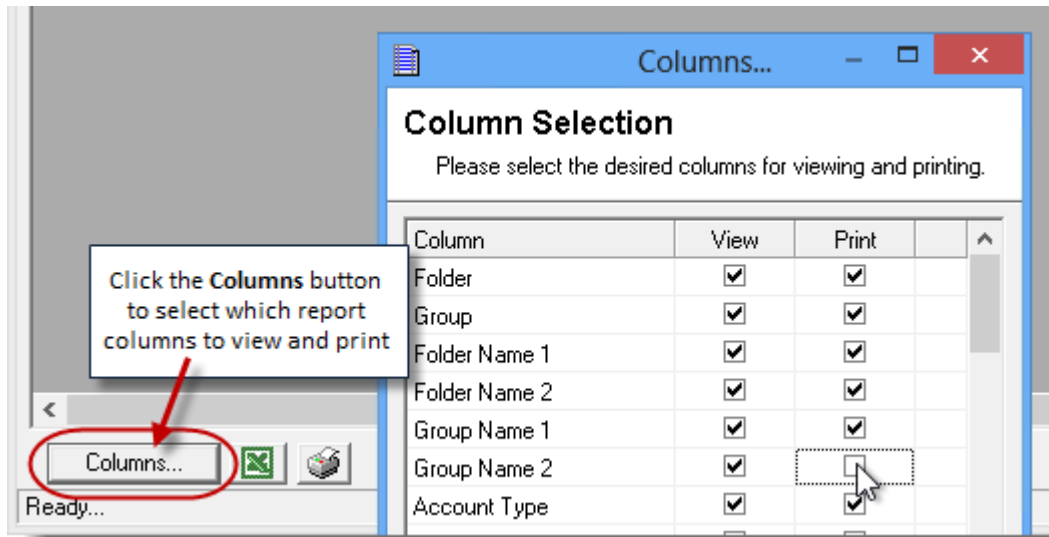 Columns...
Column Selection
Please select the desired columns for viewing and printing.
Column View Print
Folder
Group
Folder Name 1
Folder Name 2
Group Name 1
Group Name 2
Account Type
Click the Columns button
to select which report
columns to view and print
Columns...
Ready...